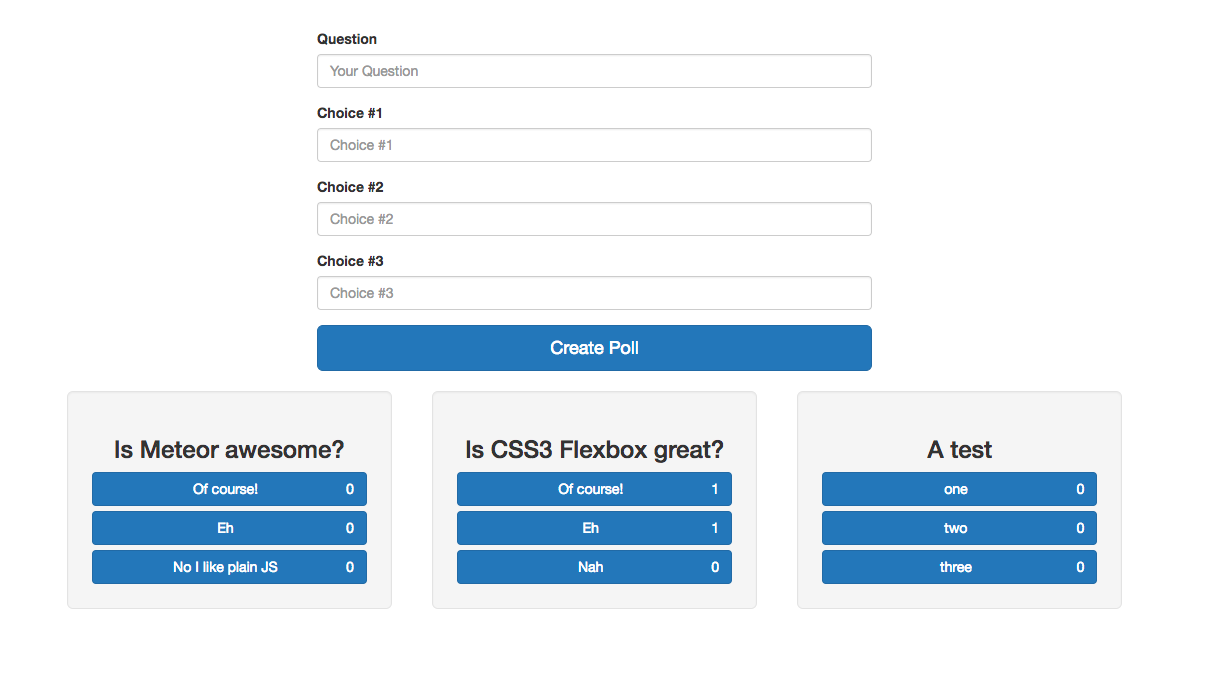 Question
Your Question
Choice #1
Choice #1
Choice #2
Choice #2
Choice #3
Choice #3
Create Poll
Is Meteor awesome?
Of course! 0
Eh 0
No I like plain JS 0
Is CSS3 Flexbox great?
Of course! 1
Eh 1
Nah 0
A test
one 0
two 0
three 0